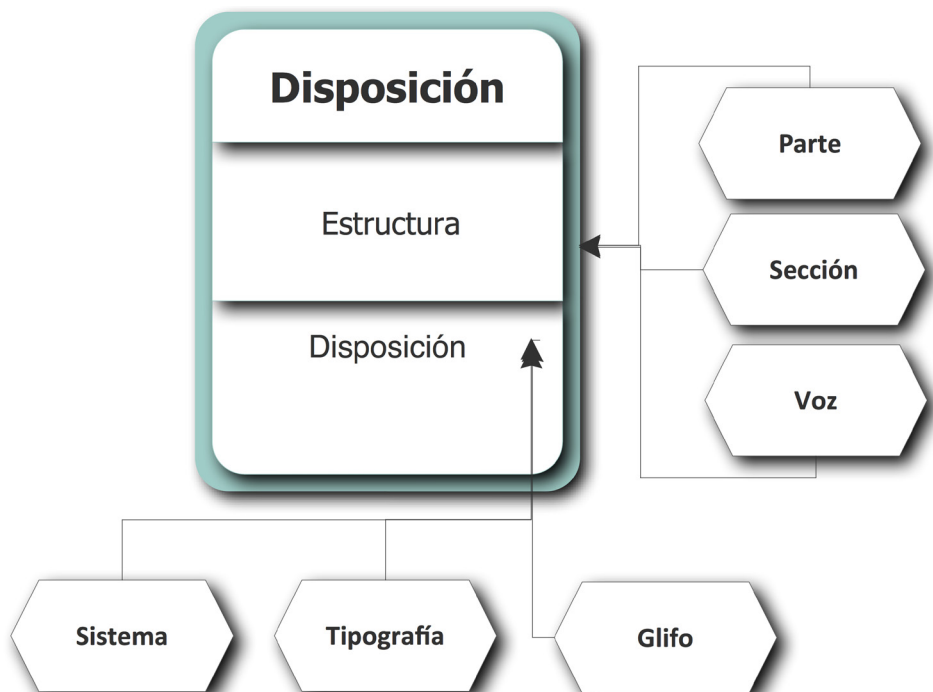 Disposición
Estructura
Disposición
Parte
Sección
Voz
Sistema
Tipografía
Glifo